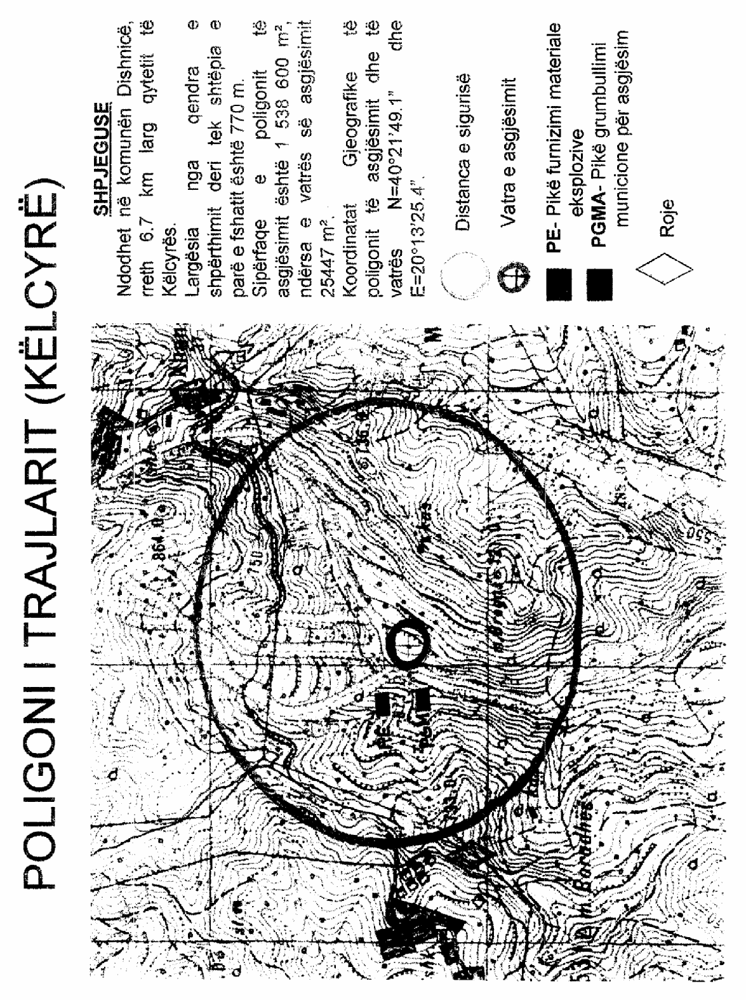 POLIGONI I TRAJLARIT (KËLCYRË)
SHPJEGUSE
Ndodhet në komunën Dishnicë,
rreth 6.7 km larg qytetit të
Këlcyrës.
Largësia nga qendra e
shpërthimit deri tek shtëpia e
parë e fshatit është 770 m.
Sipërfaqe e poligonit të
asgjësimit është 1 538 600 m²,
ndërsa e vatrës së asgjësimit
25447 m².
Koordinatat Gjeografike të
poligonit të asgjësimit dhe të
vatrës N=40°21'49.1" dhe
E=20°13'25.4".
Distanca e sigurisë
Vatra e asgjësimit
PE- Pikë furnizimi materiale
eksplozive
PGMA- Pikë grumbullimi
municione për asgjësim
Roje
864.0
750
PE
550
M